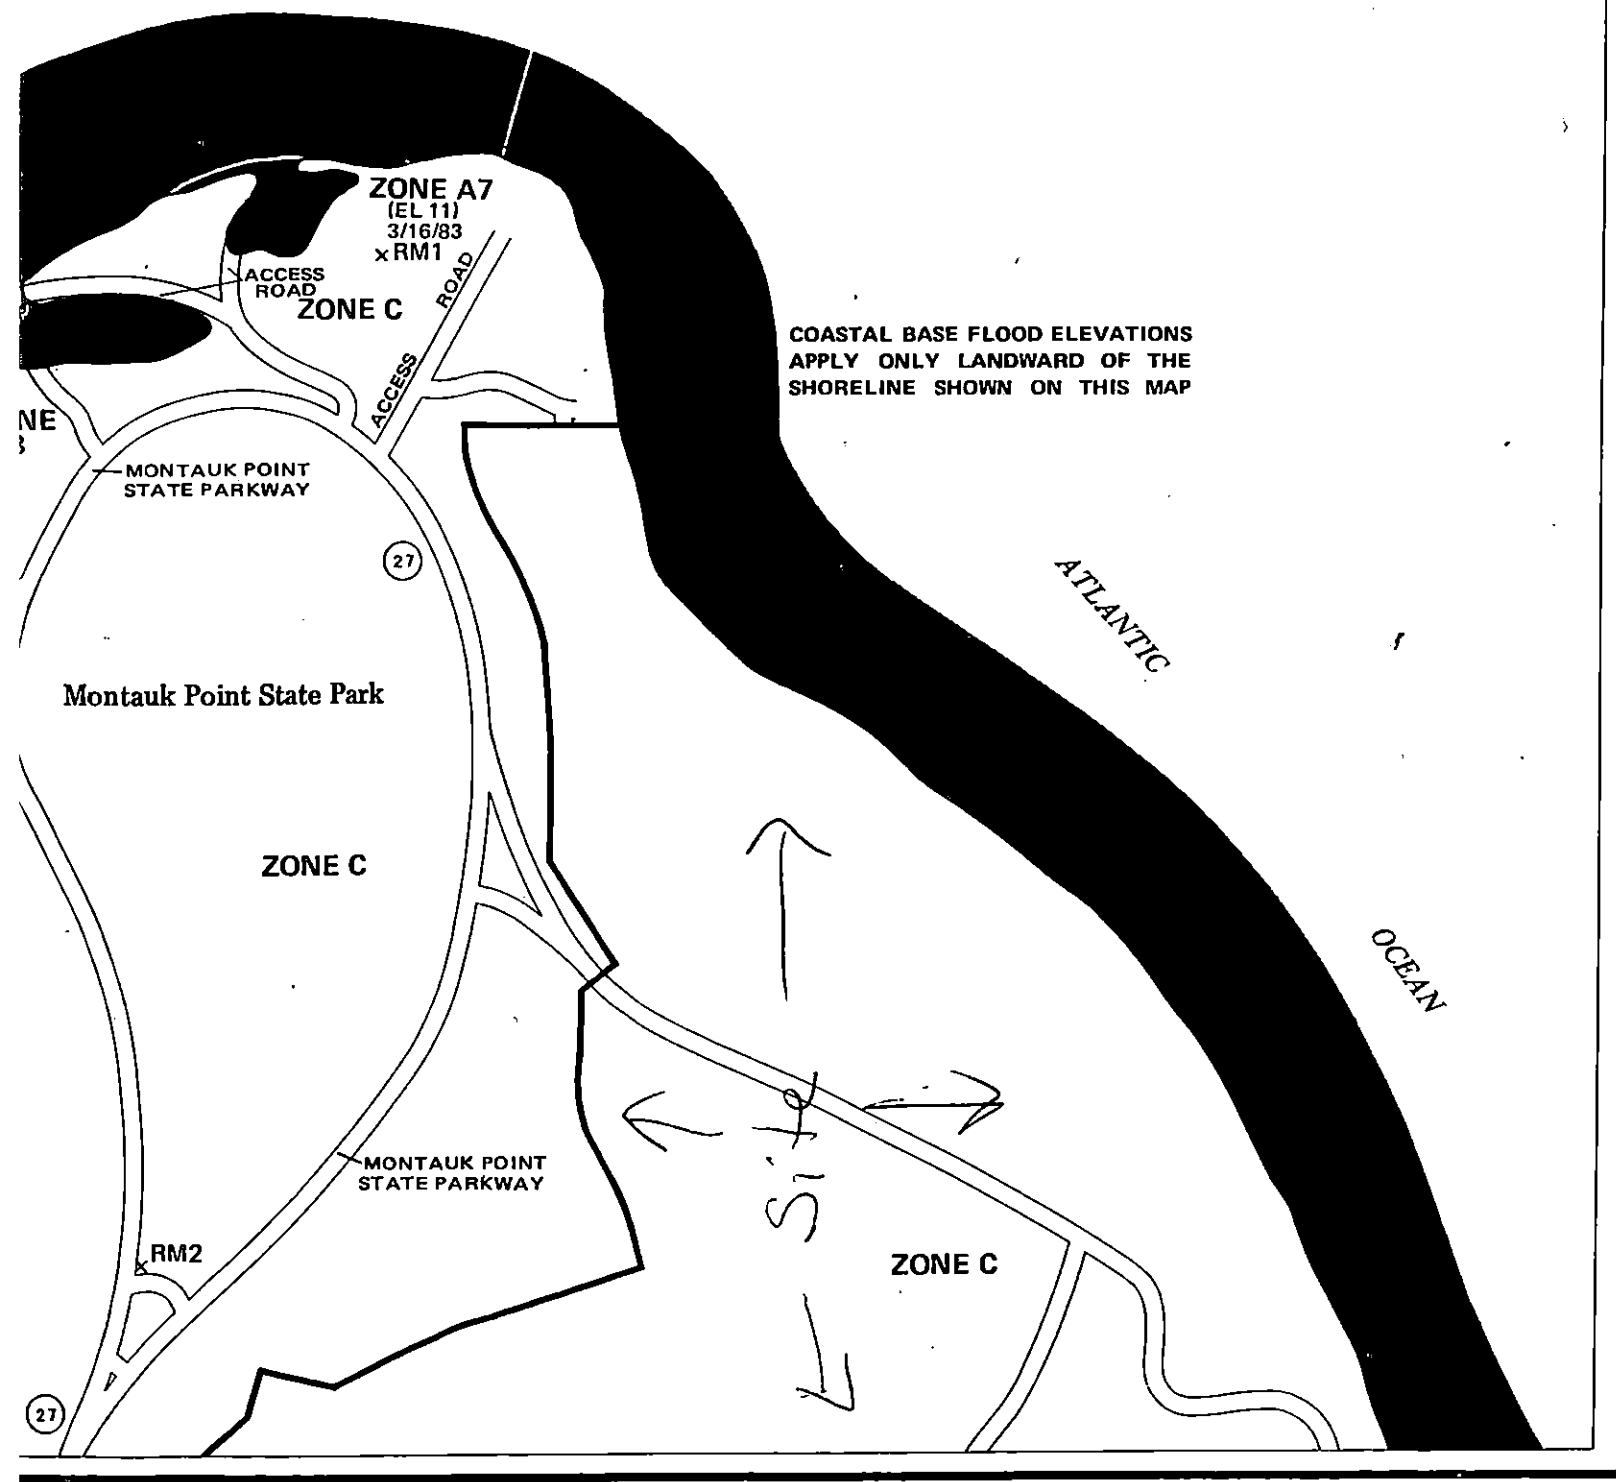 ZONE A7
(EL 11)
3/16/83
RM1
ACCESS
ROAD
ZONE C
ACCESS ROAD
COASTAL BASE FLOOD ELEVATIONS
APPLY ONLY LANDWARD OF THE
SHORELINE SHOWN ON THIS MAP
NE
MONTAUK POINT
STATE PARKWAY
27
ATLANTIC
Montauk Point State Park
ZONE C
OCEAN
Site
MONTAUK POINT
STATE PARKWAY
RM2
ZONE C
27